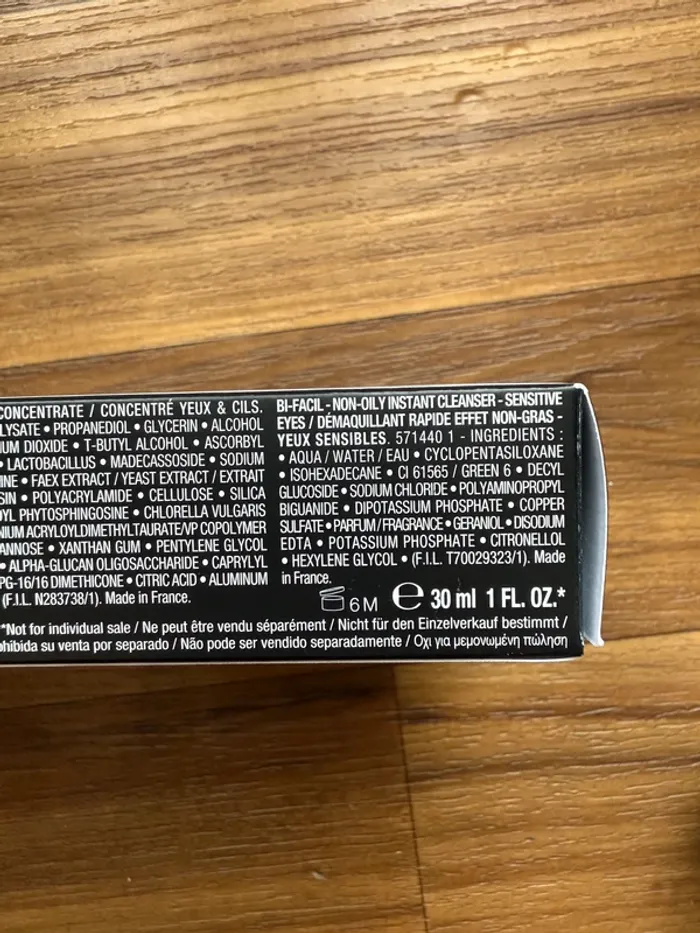 CONCENTRATE / CONCENTRÉ YEUX & CILS.
• PROPANEDIOL • GLYCERIN • ALCOHOL
DIOXIDE • T-BUTYL ALCOHOL • ASCORBYL
• LACTOBACILLUS • MADECASSOSIDE • SODIUM
• FAEX EXTRACT / YEAST EXTRACT / EXTRAIT
• POLYACRYLAMIDE • CELLULOSE • SILICA
PHYTOSPHINGOSINE • CHLORELLA VULGARIS
ACRYLOYLDIMETHYLTAURATE/VP COPOLYMER
• XANTHAN GUM • PENTYLENE GLYCOL
• ALPHA-GLUCAN OLIGOSACCHARIDE • CAPRYLYL
PG-16/16 DIMETHICONE • CITRIC ACID • ALUMINUM
(F.I.L. N283738/1). Made in France.
BI-FACIL - NON-OILY INSTANT CLEANSER - SENSITIVE
EYES / DÉMAQUILLANT RAPIDE EFFET NON-GRAS -
YEUX SENSIBLES. 571440 1 - INGREDIENTS :
• AQUA / WATER / EAU • CYCLOPENTASILOXANE
• ISOHEXADECANE • CI 61565 / GREEN 6 • DECYL
GLUCOSIDE • SODIUM CHLORIDE • POLYAMINOPROPYL
BIGUANIDE • DIPOTASSIUM PHOSPHATE • COPPER
SULFATE • PARFUM / FRAGRANCE • GERANIOL • DISODIUM
EDTA • POTASSIUM PHOSPHATE • CITRONELLOL
• HEXYLENE GLYCOL • (F.I.L. T70029323/1). Made
in France.
6M e 30 ml 1 FL. OZ.*
*Not for individual sale / Ne peut être vendu séparément / Nicht für den Einzelverkauf bestimmt /
su venta por separado / Não pode ser vendido separadamente / Οχι για μεμονωμένη πώληση